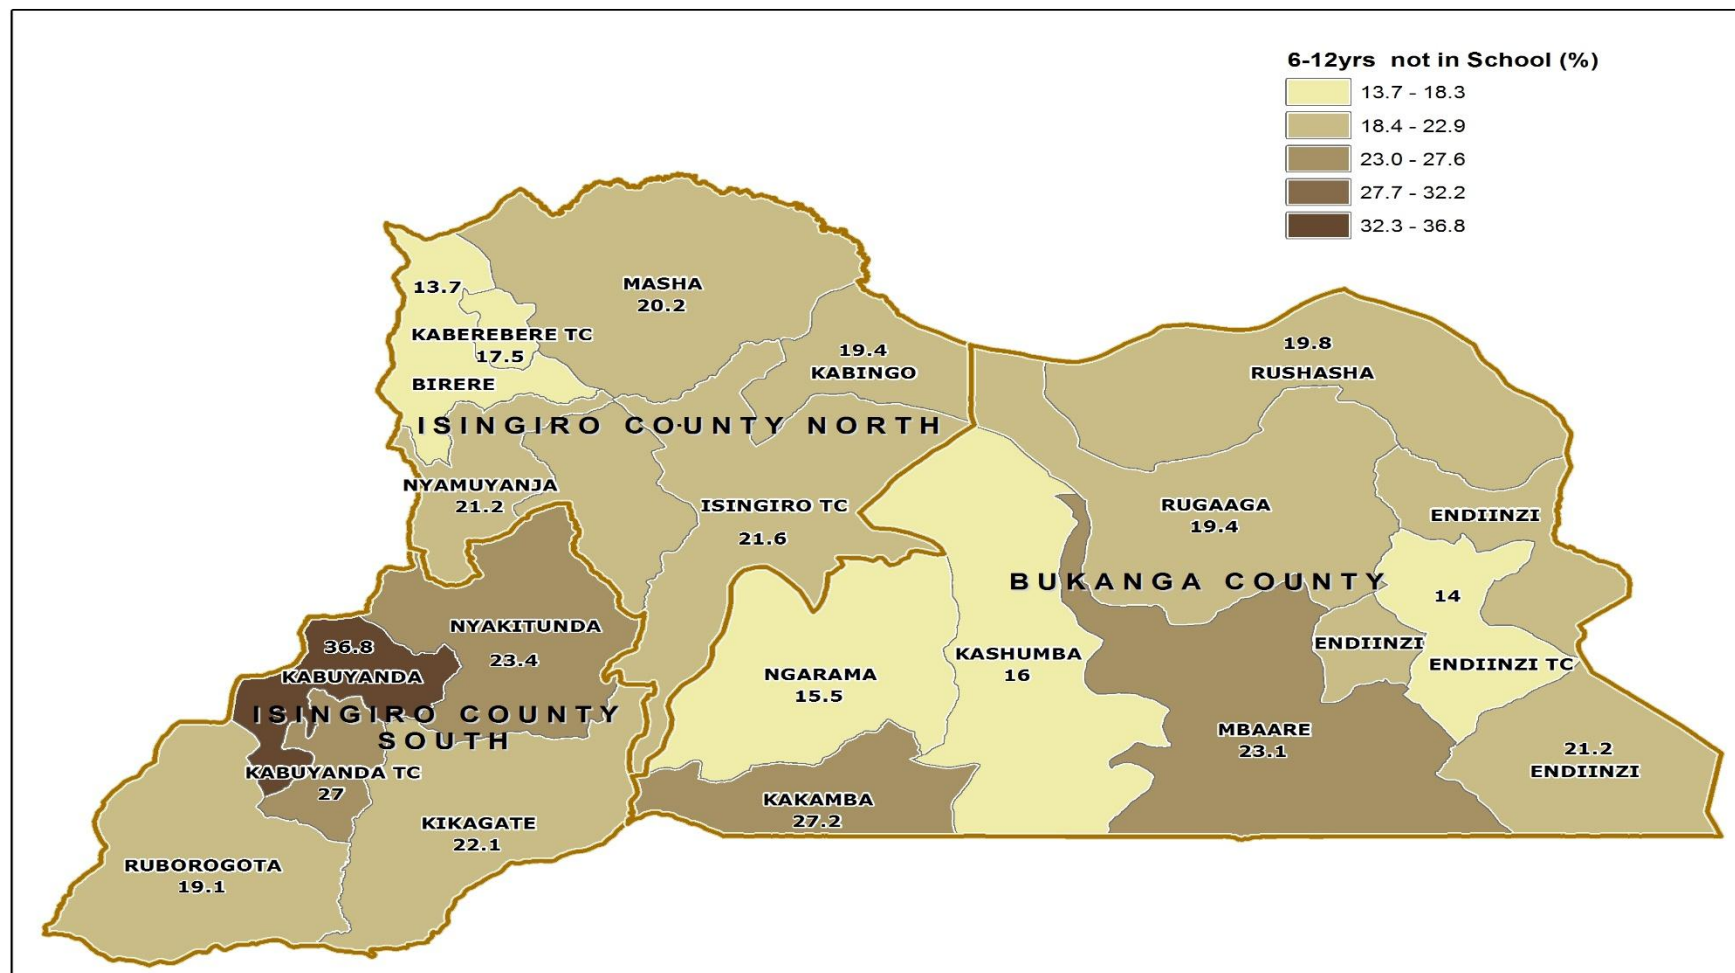 6-12yrs not in School (%)
13.7 - 18.3
18.4 - 22.9
23.0 - 27.6
27.7 - 32.2
32.3 - 36.8
13.7
MASHA
20.2
KABEREBERE TC
17.5
BIRERE
19.4
KABINGO
19.8
RUSHASHA
ISINGIRO COUNTY NORTH
NYAMUYANJA
21.2
ISINGIRO TC
21.6
RUGAAGA
19.4
ENDIINZI
BUKANGA COUNTY
14
NYAKITUNDA
23.4
36.8
KABUYANDA
ENDIINZI
ENDIINZI TC
KASHUMBA
16
NGARAMA
15.5
ISINGIRO COUNTY
SOUTH
MBAARE
23.1
21.2
ENDIINZI
KABUYANDA TC
27
KAKAMBA
27.2
KIKAGATE
22.1
RUBOROGOTA
19.1